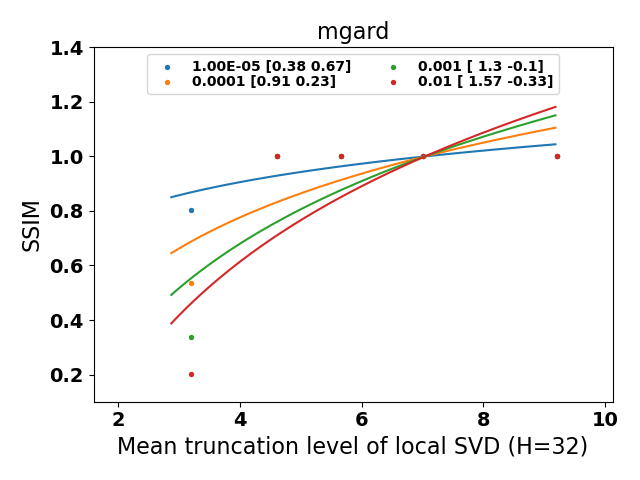 mgard
1.00E-05 [0.38 0.67]
0.0001 [0.91 0.23]
0.001 [ 1.3 -0.1]
0.01 [ 1.57 -0.33]
1.4
1.2
1.0
0.8
0.6
0.4
0.2
SSIM
2 4 6 8 10
Mean truncation level of local SVD (H=32)